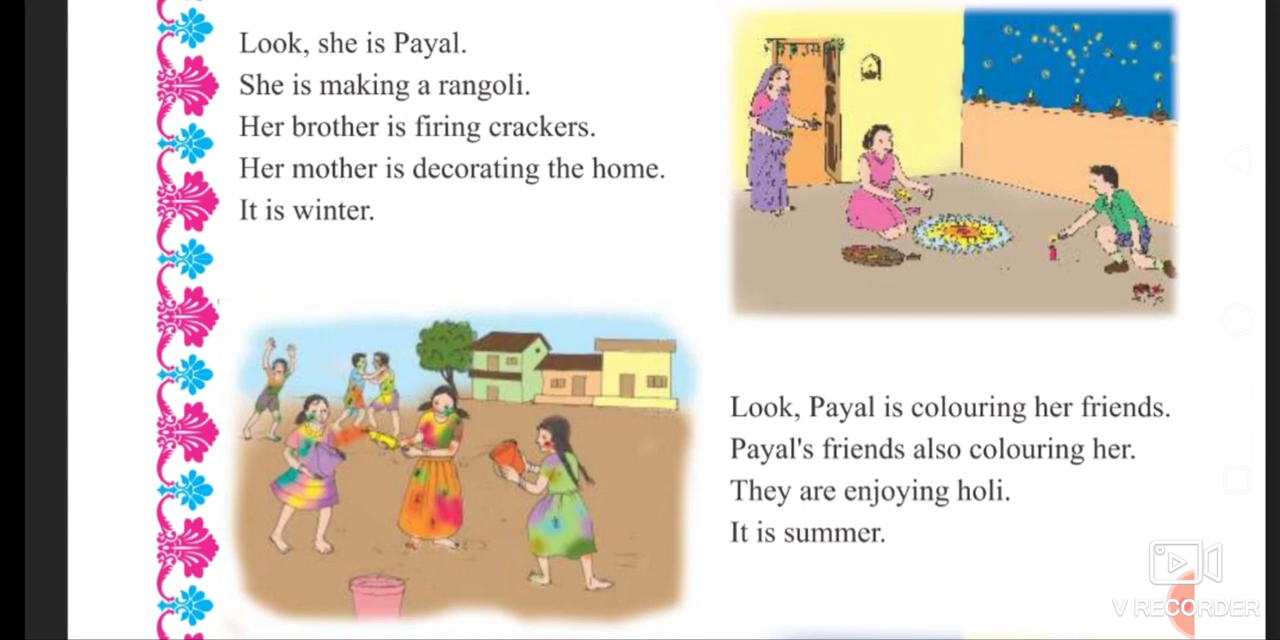 Look, she is Payal.
She is making a rangoli.
Her brother is firing crackers.
Her mother is decorating the home.
It is winter.
Look, Payal is colouring her friends.
Payal's friends also colouring her.
They are enjoying holi.
It is summer.
V RECORDER